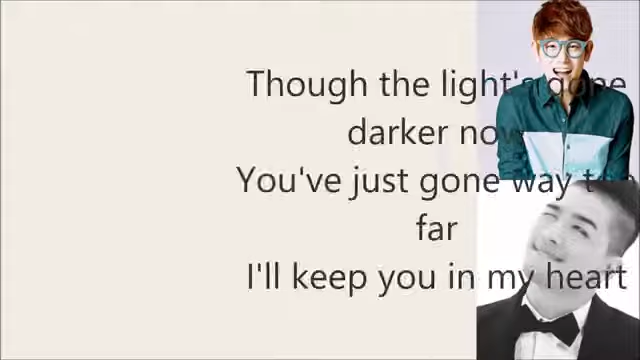 Though the light's gone
darker now
You've just gone way too
far
I'll keep you in my heart